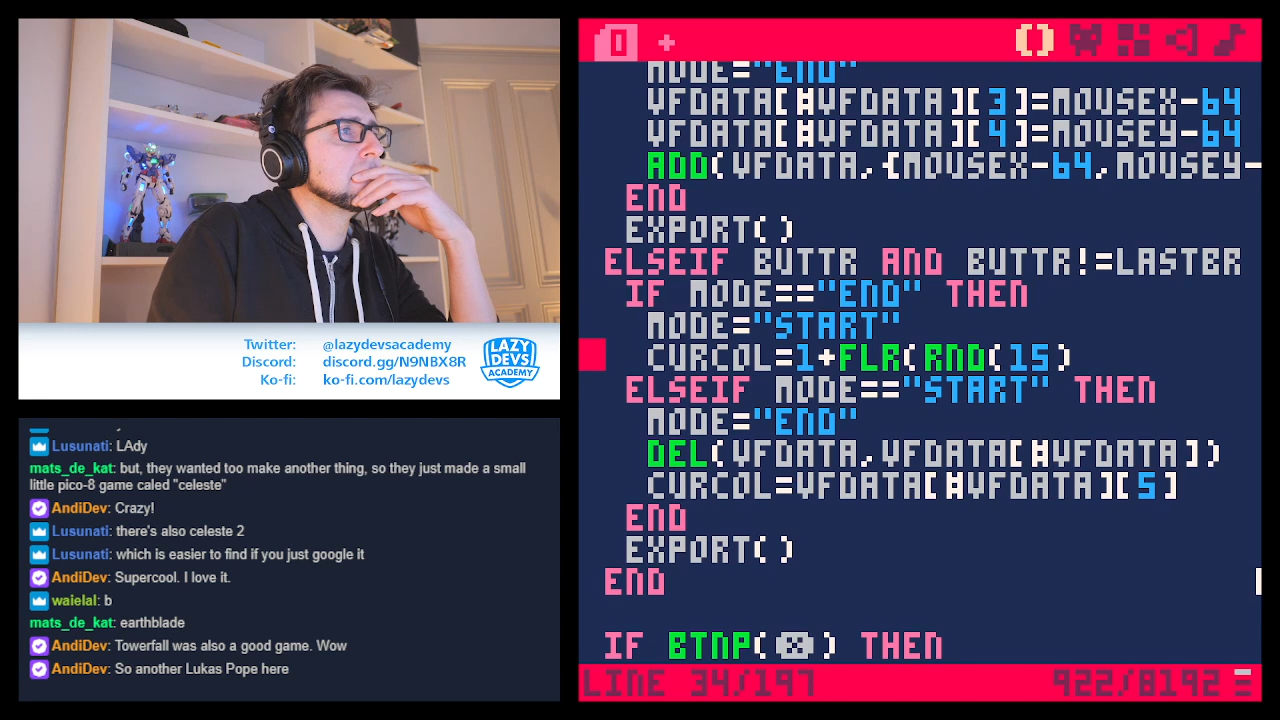 Twitter: @lazydevsacademy
Discord: discord.gg/N9NBX8R
Ko-fi: ko-fi.com/lazydevs
LAZY
DEVS
ACADEMY
Lusunati: LAdy
mats_de_kat: but, they wanted too make another thing, so they just made a small
little pico-8 game caled "celeste"
AndiDev: Crazy!
Lusunati: there's also celeste 2
Lusunati: which is easier to find if you just google it
AndiDev: Supercool. I love it.
waielal: b
mats_de_kat: earthblade
AndiDev: Towerfall was also a good game. Wow
AndiDev: So another Lukas Pope here
0 +
MODE="END"
VFDATA[#VFDATA][3]=MOUSEX-64
VFDATA[#VFDATA][4]=MOUSEY-64
ADD(VFDATA,{MOUSEX-64,MOUSEY-
END
EXPORT()
ELSEIF BUTTR AND BUTTR!=LASTBR
IF MODE=="END" THEN
MODE="START"
CURCOL=1+FLR(RND(15)
ELSEIF MODE=="START" THEN
MODE="END"
DEL(VFDATA,VFDATA[#VFDATA])
CURCOL=VFDATA[#VFDATA][5]
END
EXPORT()
END
IF BTNP(🅾️) THEN
LINE 34/197 922/8192